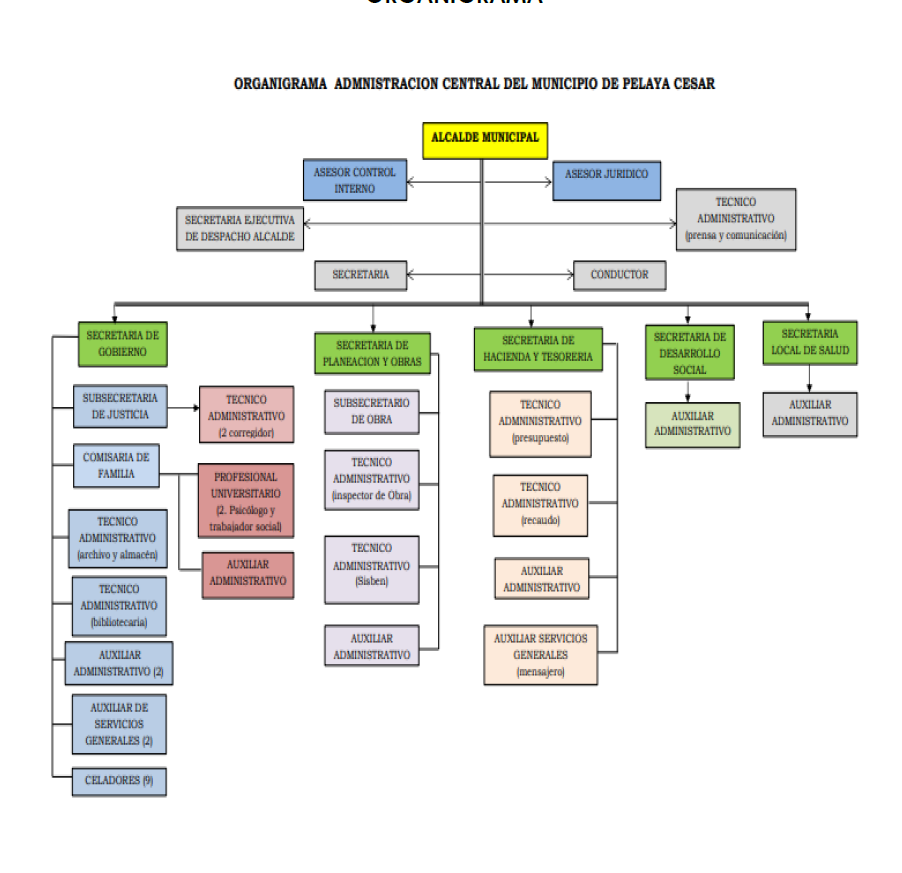 ORGANIGRAMA
ORGANIGRAMA ADMNISTRACION CENTRAL DEL MUNICIPIO DE PELAYA CESAR
ALCALDE MUNICIPAL
ASESOR CONTROL
INTERNO
ASESOR JURIDICO
SECRETARIA EJECUTIVA
DE DESPACHO ALCALDE
TECNICO
ADMINISTRATIVO
(prensa y comunicación)
SECRETARIA
CONDUCTOR
SECRETARIA DE
GOBIERNO
SUBSECRETARIA
DE JUSTICIA
TECNICO
ADMINISTRATIVO
(2 corregidor)
COMISARIA DE
FAMILIA
PROFESIONAL
UNIVERSITARIO
(2. Psicólogo y
trabajador social)
AUXILIAR
ADMINISTRATIVO
TECNICO
ADMINISTRATIVO
(archivo y almacén)
TECNICO
ADMINISTRATIVO
(bibliotecaria)
AUXILIAR
ADMINISTRATIVO (2)
AUXILIAR DE
SERVICIOS
GENERALES (2)
CELADORES (9)
SECRETARIA DE
PLANEACION Y OBRAS
SUBSECRETARIO
DE OBRA
TECNICO
ADMINISTRATIVO
(inspector de Obra)
TECNICO
ADMINISTRATIVO
(Sisben)
AUXILIAR
ADMINISTRATIVO
SECRETARIA DE
HACIENDA Y TESORERIA
TECNICO
ADMNINISTRATIVO
(presupuesto)
TECNICO
ADMINISTRATIVO
(recaudo)
AUXILIAR
ADMINISTRATIVO
AUXILIAR SERVICIOS
GENERALES
(mensajero)
SECRETARIA DE
DESARROLLO
SOCIAL
AUXILIAR
ADMINISTRATIVO
SECRETARIA
LOCAL DE SALUD
AUXILIAR
ADMINISTRATIVO